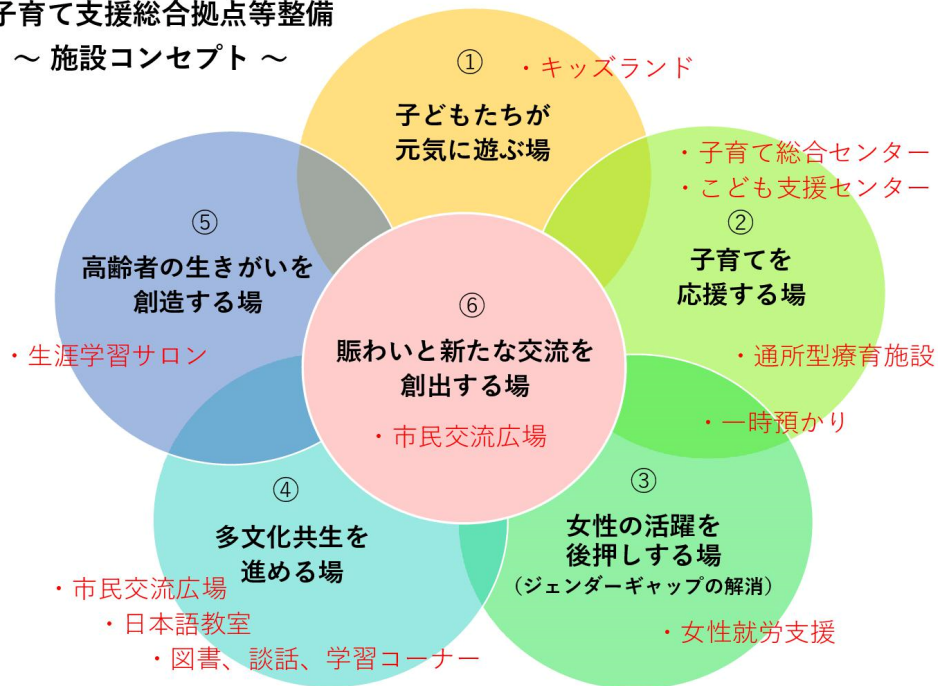 子育て支援総合拠点等整備
～ 施設コンセプト ～
①
・キッズランド
子どもたちが
元気に遊ぶ場
・子育て総合センター
・こども支援センター
②
子育てを
応援する場
・通所型療育施設
・一時預かり
③
女性の活躍を
後押しする場
（ジェンダーギャップの解消）
・女性就労支援
④
多文化共生を
進める場
・市民交流広場
・日本語教室
・図書、談話、学習コーナー
⑤
高齢者の生きがいを
創造する場
・生涯学習サロン
⑥
賑わいと新たな交流を
創出する場
・市民交流広場